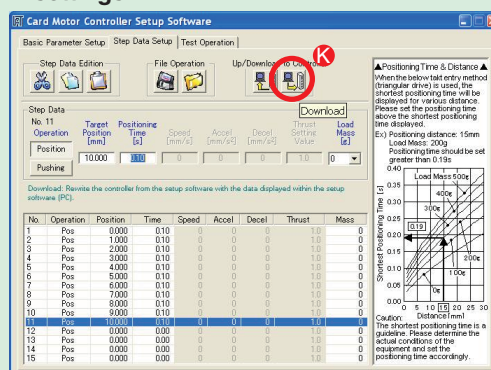 Card Motor Controller Setup Software
Basic Parameter Setup Step Data Setup Test Operation
Step Data Edition File Operation
K
Download
Step Data
No. 11
Operation Target Position [mm] Positioning Time [s] Speed [mm/s] Accel [mm/s²] Decel [mm/s²] Thrust Setting Value Load Mass [g]
Position
10.000 0.10 0 0 0 1.0 0
Pushing
Download: Rewrite the controller from the setup software with the data displayed within the setup
software (PC).
No. Operation Position Time Speed Accel Decel Thrust Mass
1 Pos 0.000 0.10 0 0 0 1.0 0
2 Pos 1.000 0.10 0 0 0 1.0 0
3 Pos 2.000 0.10 0 0 0 1.0 0
4 Pos 3.000 0.10 0 0 0 1.0 0
5 Pos 4.000 0.10 0 0 0 1.0 0
6 Pos 5.000 0.10 0 0 0 1.0 0
7 Pos 6.000 0.10 0 0 0 1.0 0
8 Pos 7.000 0.10 0 0 0 1.0 0
9 Pos 8.000 0.10 0 0 0 1.0 0
10 Pos 9.000 0.10 0 0 0 1.0 0
11 Pos 10.000 0.10 0 0 0 1.0 0
12 Pos 0.000 0.00 0 0 0 1.0 0
13 Pos 0.000 0.00 0 0 0 1.0 0
14 Pos 0.000 0.00 0 0 0 1.0 0
15 Pos 0.000 0.00 0 0 0 1.0 0
▲Positioning Time & Distance▲
When the below takt entry method
(triangular drive) is used, the
shortest positioning time will be
displayed for various distance.
Please set the positioning time
above the shortest positioning
time displayed.
Ex) Positioning distance: 15mm
Load Mass: 200g
Positioning time should be set
greater than 0.19s
Shortest Positioning Time [s]
0.40
0.35
0.30
0.25
0.20
0.15
0.10
0.05
0.00
Load Mass 500g
400g
300g
0.19
200g
100g
0g
0 5 10 15 20 25 30
Distance [mm]
Caution:
The shortest positioning time is a
guideline. Please determine the
actual conditions of the
equipment and set the
positioning time accordingly.